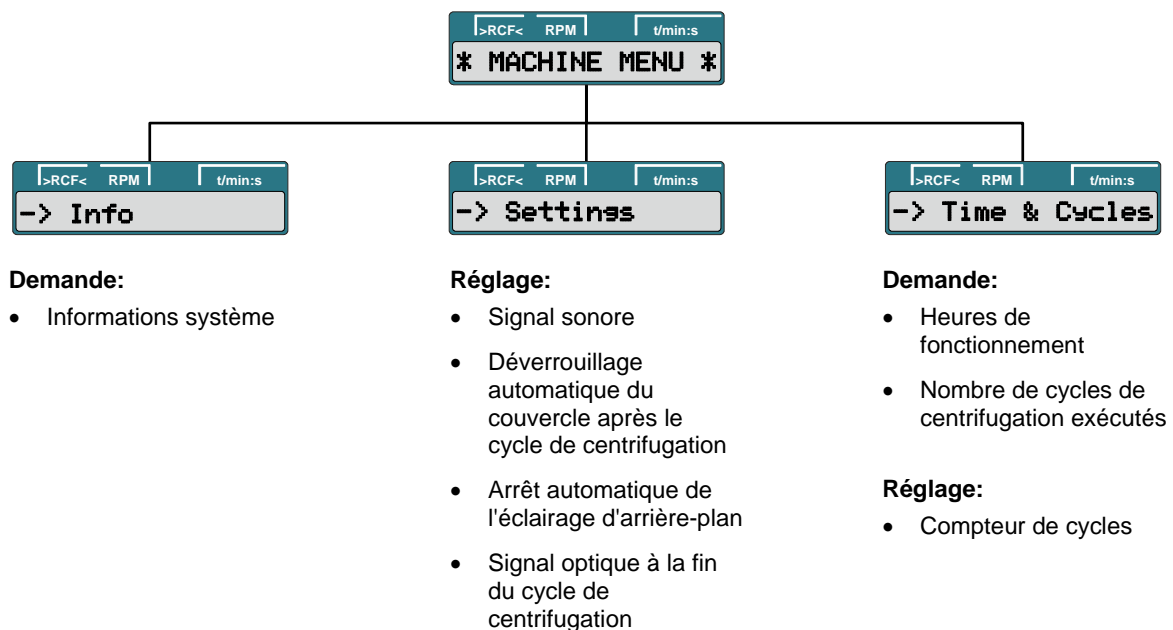 >RCF< RPM t/min:s
* MACHINE MENU *
>RCF< RPM t/min:s
-> Info
Demande:
• Informations système
>RCF< RPM t/min:s
-> Settings
Réglage:
• Signal sonore
• Déverrouillage
automatique du
couvercle après le
cycle de centrifugation
• Arrêt automatique de
l'éclairage d'arrière-plan
• Signal optique à la fin
du cycle de
centrifugation
>RCF< RPM t/min:s
-> Time & Cycles
Demande:
• Heures de
fonctionnement
• Nombre de cycles de
centrifugation exécutés
Réglage:
• Compteur de cycles